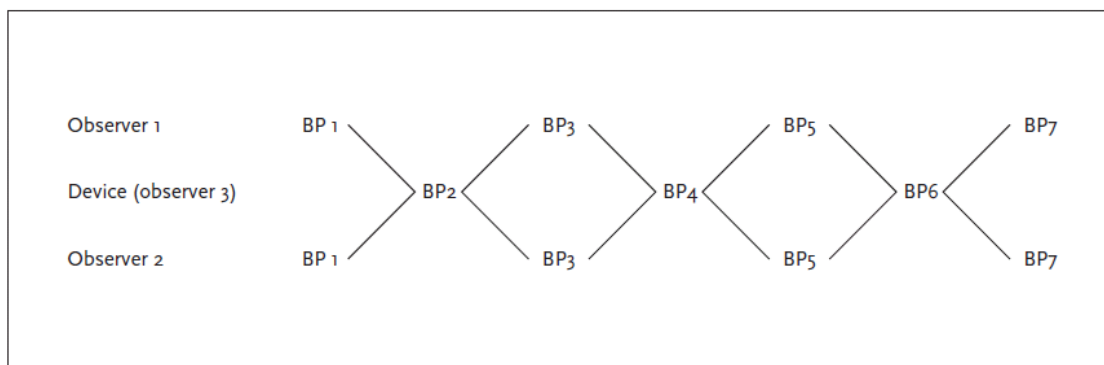 Observer 1 BP 1 BP3 BP5 BP7
Device (observer 3) BP2 BP4 BP6
Observer 2 BP 1 BP3 BP5 BP7